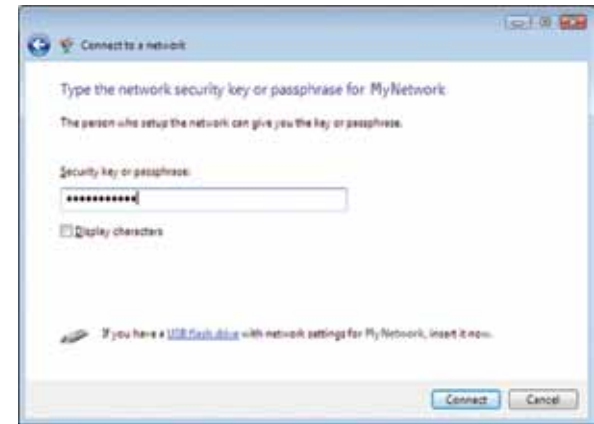 Connect to a network
Type the network security key or passphrase for MyNetwork
The person who setup the network can give you the key or passphrase.
Security key or passphrase:
•••••••••••
Display characters
If you have a USB flash drive with network settings for MyNetwork, insert it now.
Connect Cancel